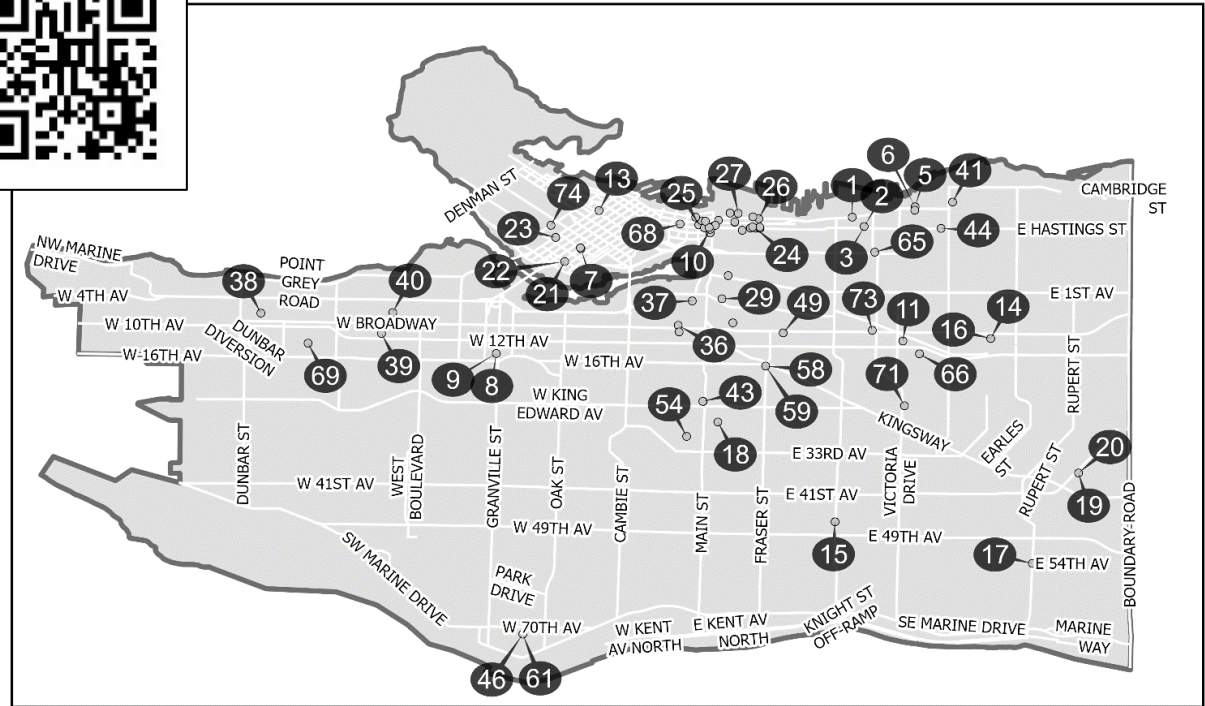 6
27
26
1
2
5
41
13
25
CAMBRIDGE
ST
74
DENMAN ST
23
68
E HASTINGS ST
44
NW MARINE
DRIVE
10
24
3
65
38
POINT
GREY
ROAD
40
22
7
21
37
29
49
73
11
14
E 1ST AV
W 4TH AV
W 10TH AV
DUNBAR
DIVERSION
W BROADWAY
16
W 16TH AV
W 12TH AV
W 16TH AV
36
RUPERT ST
69
39
9
8
58
66
W KING
EDWARD AV
54
43
59
71
KINGSWAY
18
EARLES
ST
20
DUNBAR ST
WEST
BOULEVARD
GRANVILLE ST
OAK ST
CAMBIE ST
MAIN ST
FRASER ST
E 33RD AV
VICTORIA
DRIVE
RUPERT ST
W 41ST AV
E 41ST AV
19
BOUNDARY ROAD
W 49TH AV
E 49TH AV
15
17
E 54TH AV
SW MARINE DRIVE
PARK
DRIVE
KNIGHT ST
OFF-RAMP
W 70TH AV
W KENT
AV NORTH
E KENT AV
NORTH
SE MARINE DRIVE
MARINE
WAY
46
61